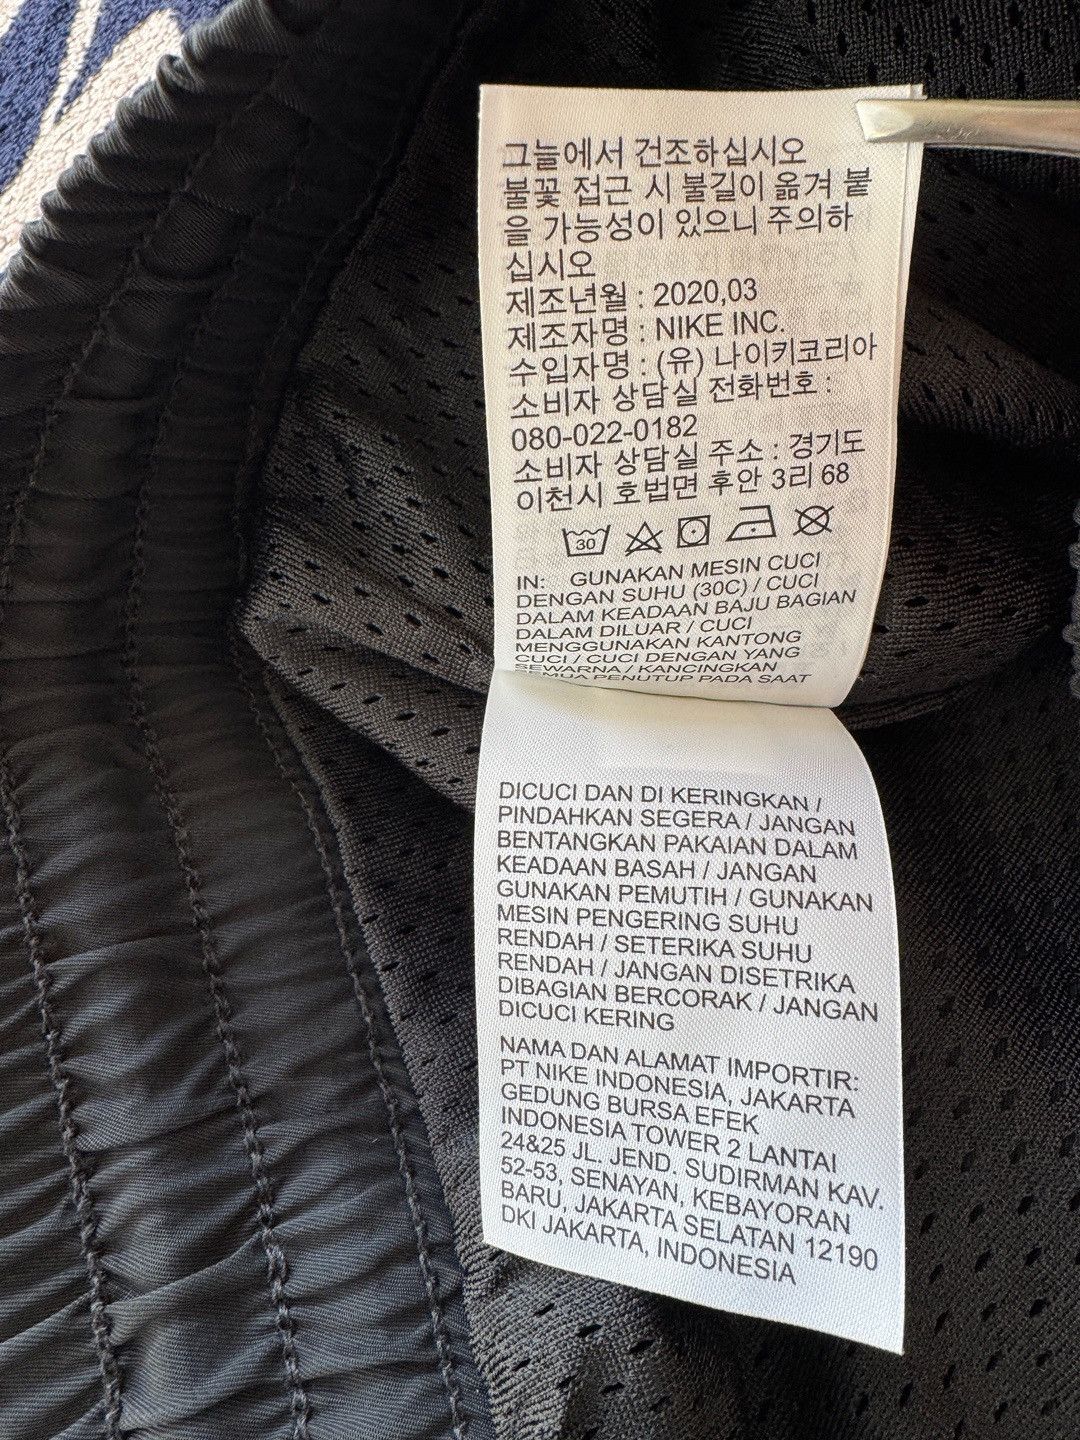 그늘에서 건조하십시오
불꽃 접근 시 불길이 옮겨 붙
을 가능성이 있으니 주의하
십시오
제조년월 : 2020,03
제조자명 : NIKE INC.
수입자명 : (유) 나이키코리아
소비자 상담실 전화번호 :
080-022-0182
소비자 상담실 주소 : 경기도
이천시 호법면 후안 3리 68
30
IN: GUNAKAN MESIN CUCI
DENGAN SUHU (30C) / CUCI
DALAM KEADAAN BAJU BAGIAN
DALAM DILUAR / CUCI
MENGGUNAKAN KANTONG
CUCI / CUCI DENGAN YANG
SEWARNA / KANCINGKAN
SEMUA PENUTUP PADA SAAT
DICUCI DAN DI KERINGKAN /
PINDAHKAN SEGERA / JANGAN
BENTANGKAN PAKAIAN DALAM
KEADAAN BASAH / JANGAN
GUNAKAN PEMUTIH / GUNAKAN
MESIN PENGERING SUHU
RENDAH / SETERIKA SUHU
RENDAH / JANGAN DISETRIKA
DIBAGIAN BERCORAK / JANGAN
DICUCI KERING
NAMA DAN ALAMAT IMPORTIR:
PT NIKE INDONESIA, JAKARTA
GEDUNG BURSA EFEK
INDONESIA TOWER 2 LANTAI
24&25 JL. JEND. SUDIRMAN KAV.
52-53, SENAYAN, KEBAYORAN
BARU, JAKARTA SELATAN 12190
DKI JAKARTA, INDONESIA